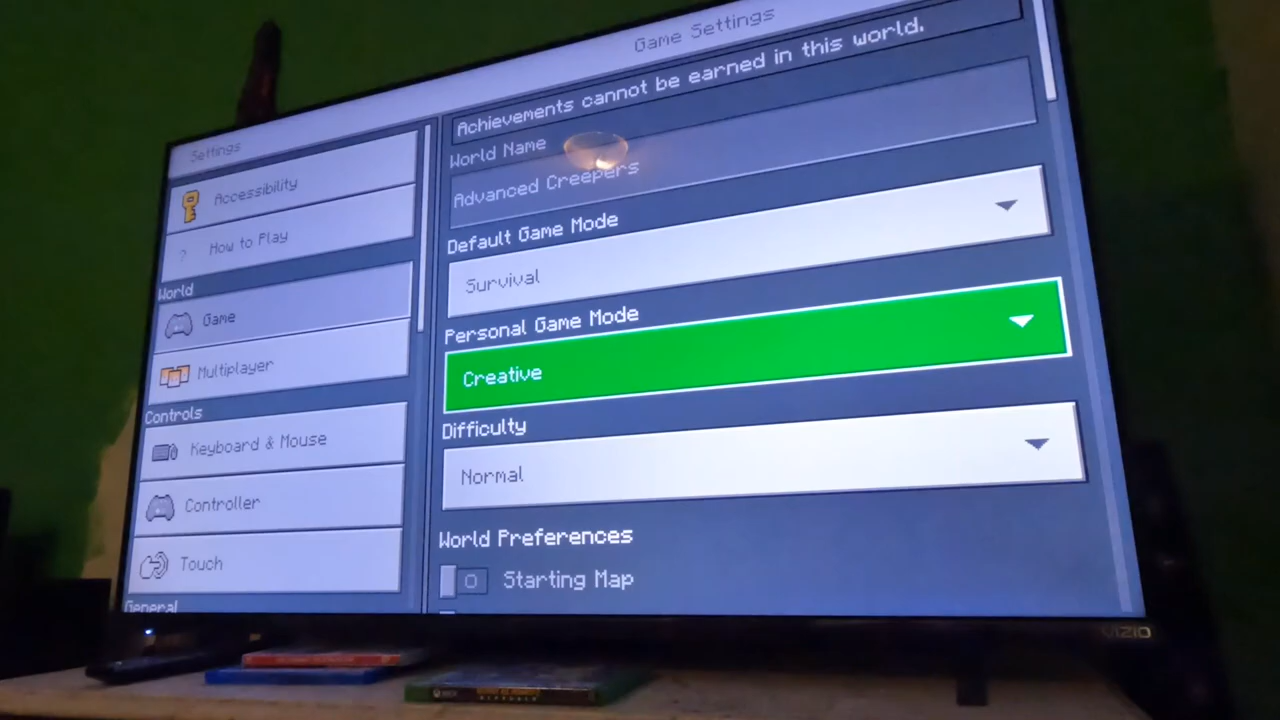 Game Settings
Achievements cannot be earned in this world.
World Name
Advanced Creepers
Default Game Mode
Survival
Personal Game Mode
Creative
Difficulty
Normal
World Preferences
Starting Map
Settings
Accessibility
? How to Play
World
Game
Multiplayer
Controls
Keyboard & Mouse
Controller
Touch
General
VIZIO
XBOX